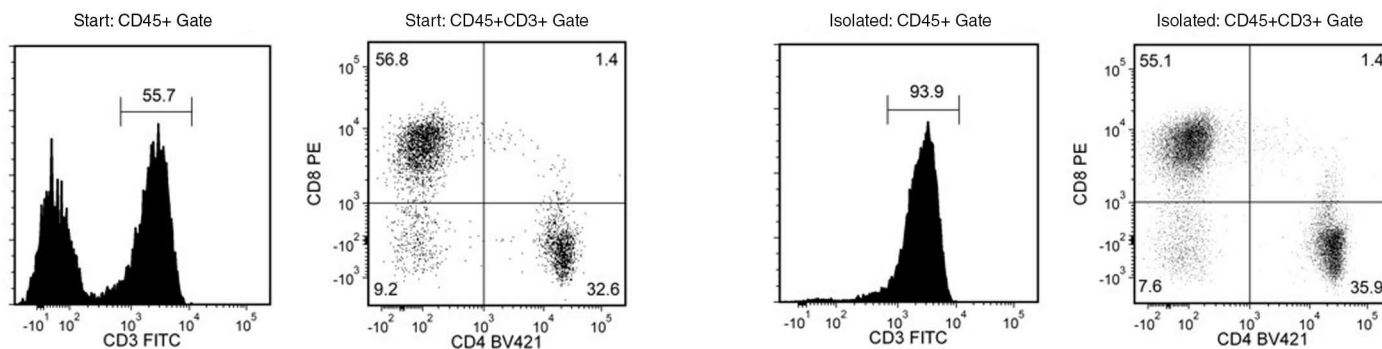 Start: CD45+ Gate
Start: CD45+CD3+ Gate
Isolated: CD45+ Gate
Isolated: CD45+CD3+ Gate
55.7
-10¹ 10² 10³ 10⁴ 10⁵
CD3 FITC
56.8 1.4
10⁵
10⁴
10³
-10²
-10³
CD8 PE
9.2 32.6
-10² 10² 10³ 10⁴ 10⁵
CD4 BV421
93.9
-10¹ 10² 10³ 10⁴ 10⁵
CD3 FITC
55.1 1.4
10⁵
10⁴
10³
-10²
-10³
CD8 PE
7.6 35.9
-10² 10² 10³ 10⁴ 10⁵
CD4 BV421